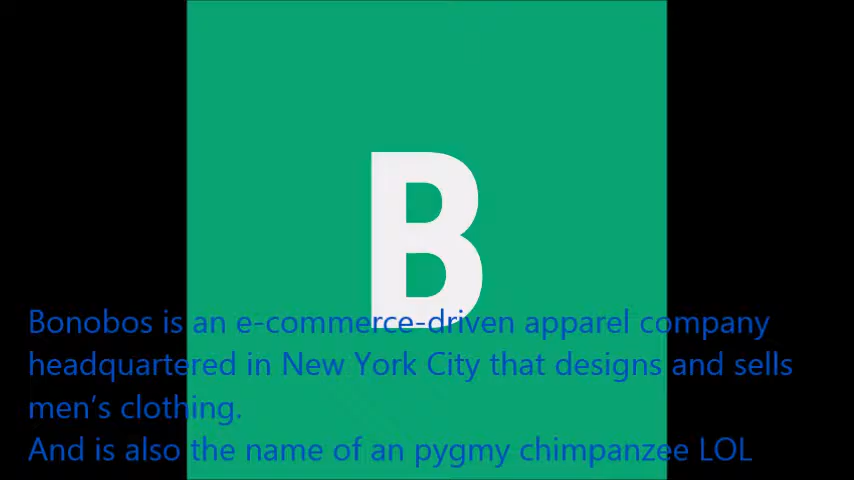 B
Bonobos is an e-commerce-driven apparel company
headquartered in New York City that designs and sells
men’s clothing.
And is also the name of an pygmy chimpanzee LOL